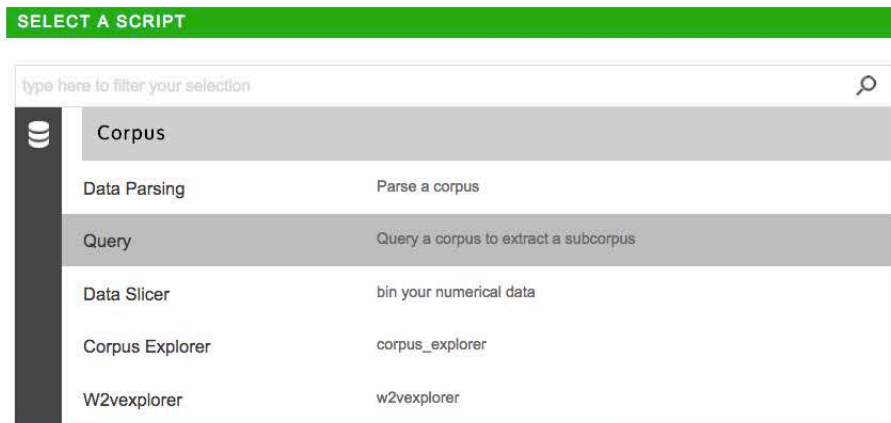 SELECT A SCRIPT
type here to filter your selection
Corpus
Data Parsing Parse a corpus
Query Query a corpus to extract a subcorpus
Data Slicer bin your numerical data
Corpus Explorer corpus_explorer
W2vexplorer w2vexplorer